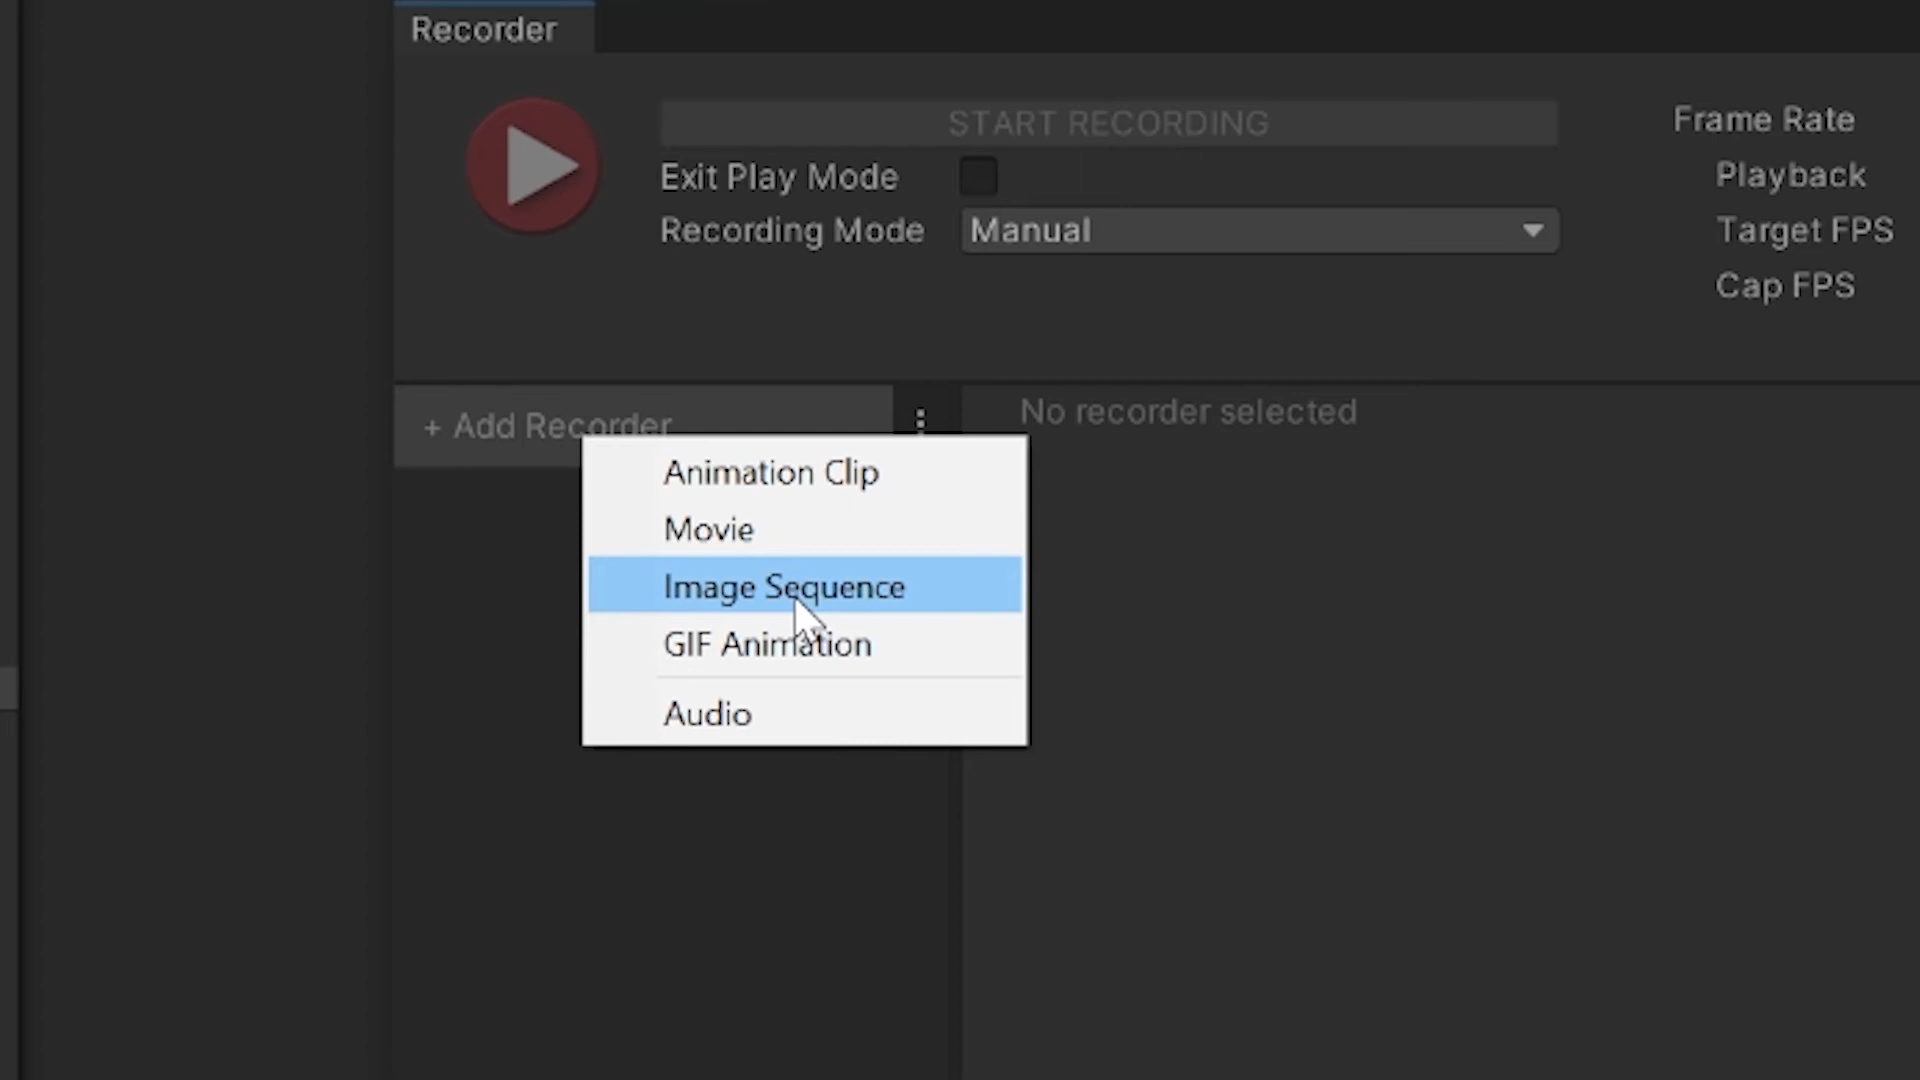 Recorder
START RECORDING
Exit Play Mode
Recording Mode Manual
Frame Rate
Playback
Target FPS
Cap FPS
+ Add Recorder
No recorder selected
Animation Clip
Movie
Image Sequence
GIF Animation
Audio